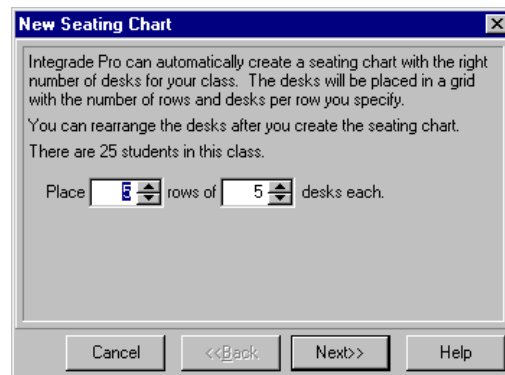 New Seating Chart
Integrade Pro can automatically create a seating chart with the right
number of desks for your class.  The desks will be placed in a grid
with the number of rows and desks per row you specify.
You can rearrange the desks after you create the seating chart.
There are 25 students in this class.
Place 5 rows of 5 desks each.
Cancel <<Back Next>> Help